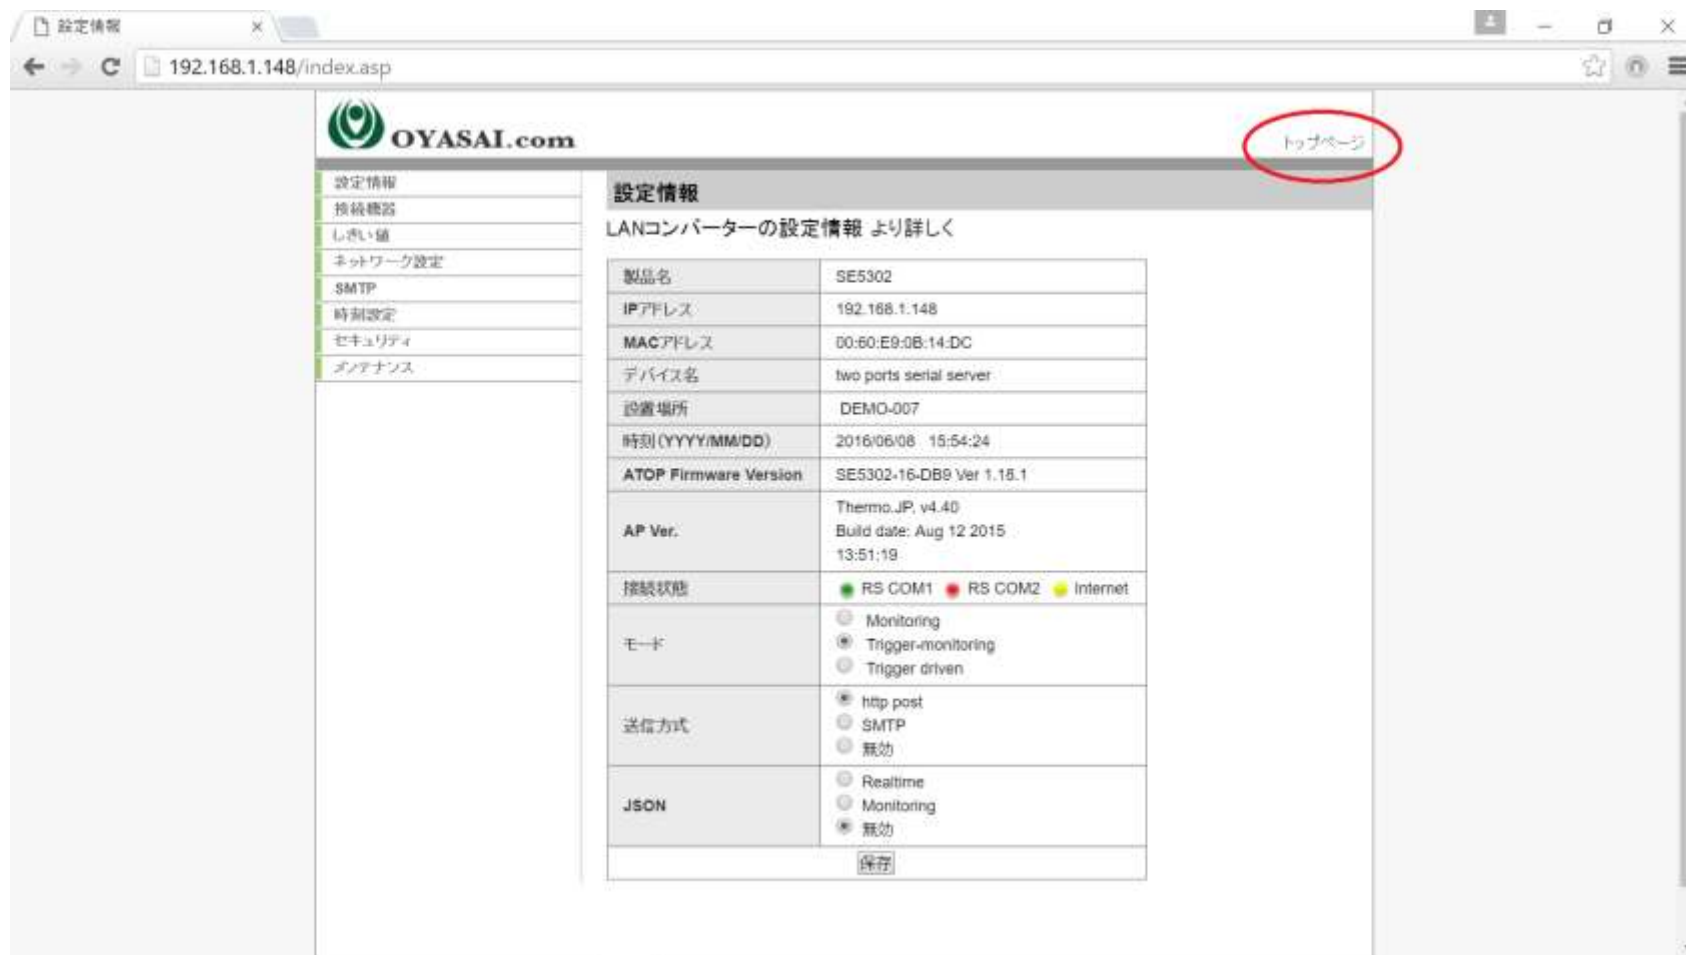 設定情報
192.168.1.148/index.asp
OYASAI.com
トップページ
設定情報
接続機器
しきい値
ネットワーク設定
SMTP
時刻設定
セキュリティ
メンテナンス
設定情報
LANコンバーターの設定情報 より詳しく
製品名 SE5302
IPアドレス 192.168.1.148
MACアドレス 00:60:E9:0B:14:DC
デバイス名 two ports serial server
設置場所 DEMO-007
時刻(YYYY/MM/DD) 2016/06/08 15:54:24
ATOP Firmware Version SE5302-16-DB9 Ver 1.16.1
AP Ver. Thermo.JP, v4.40
Build date: Aug 12 2015
13:51:19
接続状態 RS COM1 RS COM2 Internet
モード
Monitoring
Trigger-monitoring
Trigger driven
送信方式
http post
SMTP
無効
JSON
Realtime
Monitoring
無効
保存